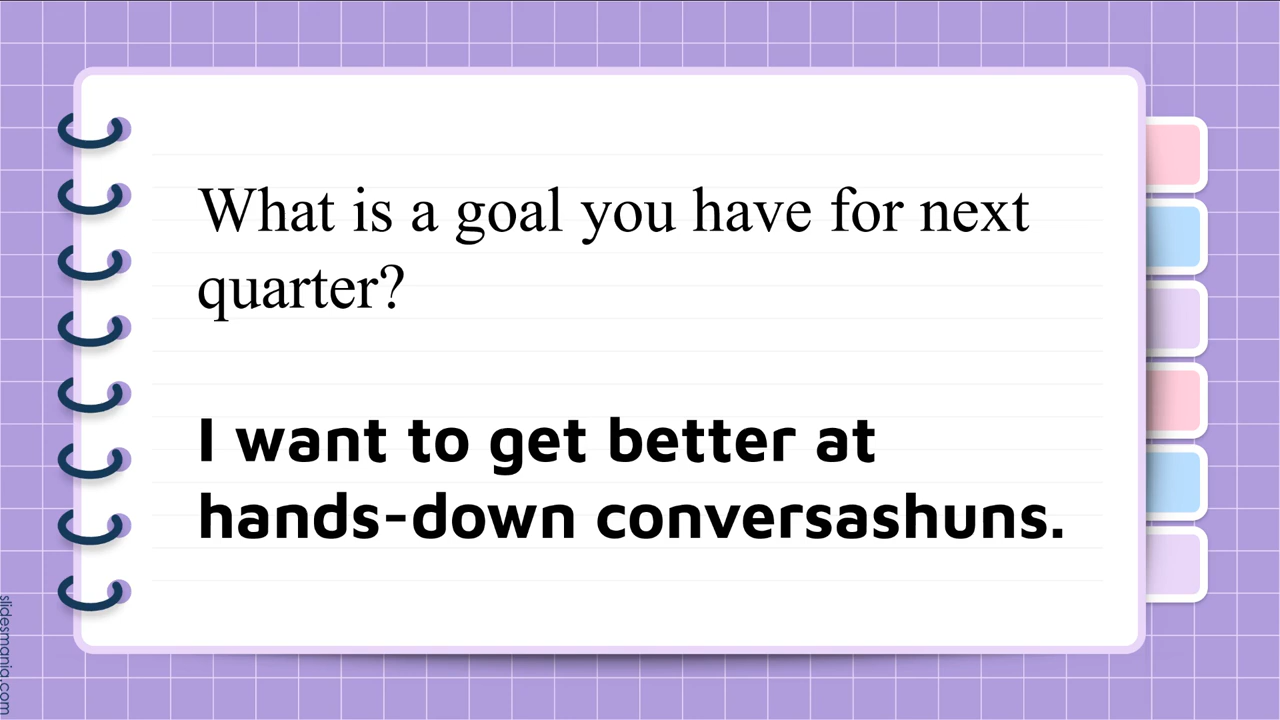 What is a goal you have for next
quarter?
I want to get better at
hands-down conversashuns.
slidesmania.com